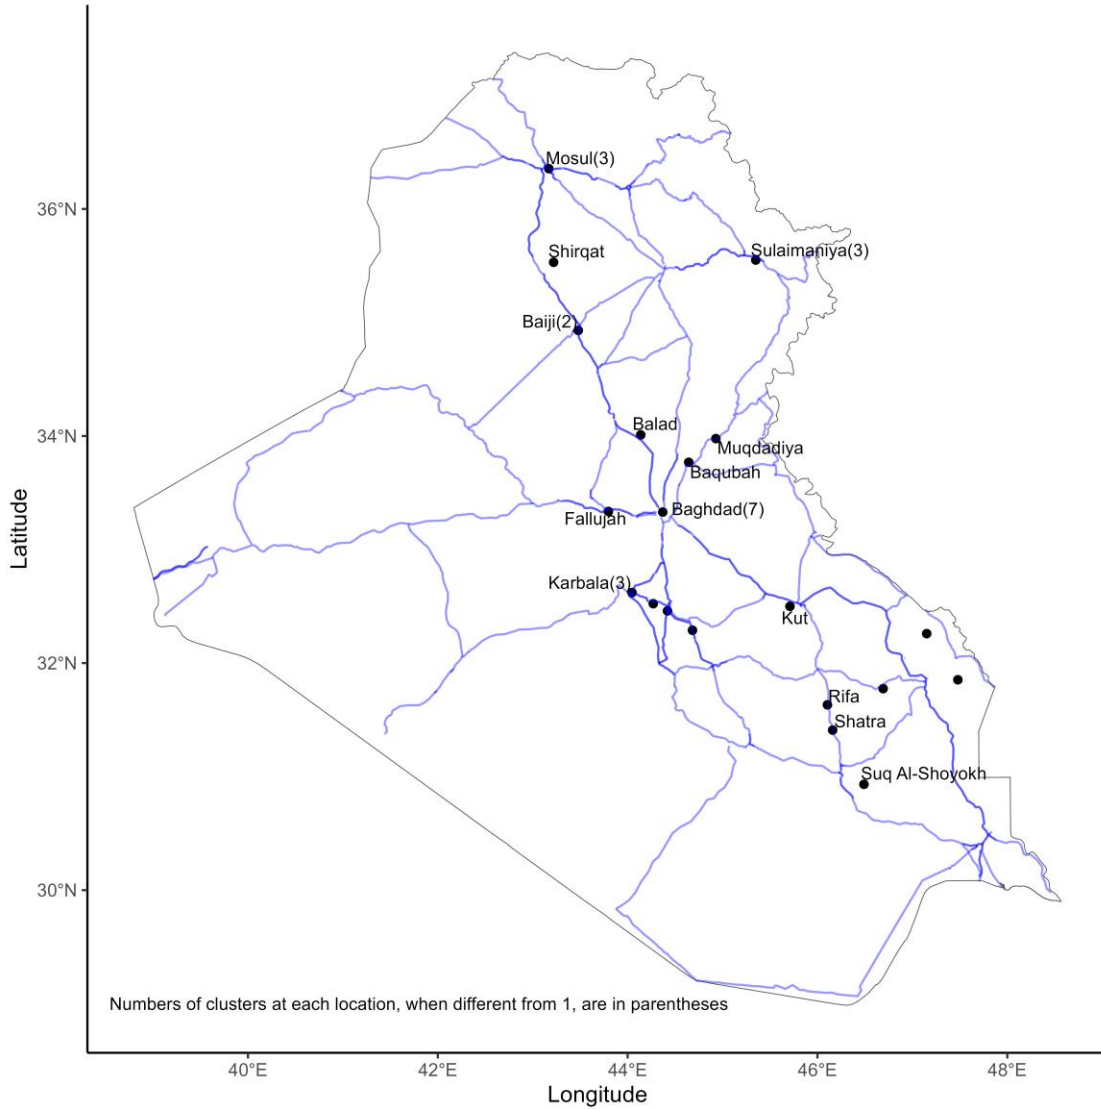 Mosul(3)
36°N
Shirqat
Sulaimaniya(3)
Baiji(2)
Balad
34°N
Muqdadiya
Baqubah
Fallujah
Baghdad(7)
Latitude
Karbala(3)
Kut
32°N
Rifa
Shatra
Suq Al-Shoyokh
30°N
Numbers of clusters at each location, when different from 1, are in parentheses
40°E
42°E
44°E
46°E
48°E
Longitude